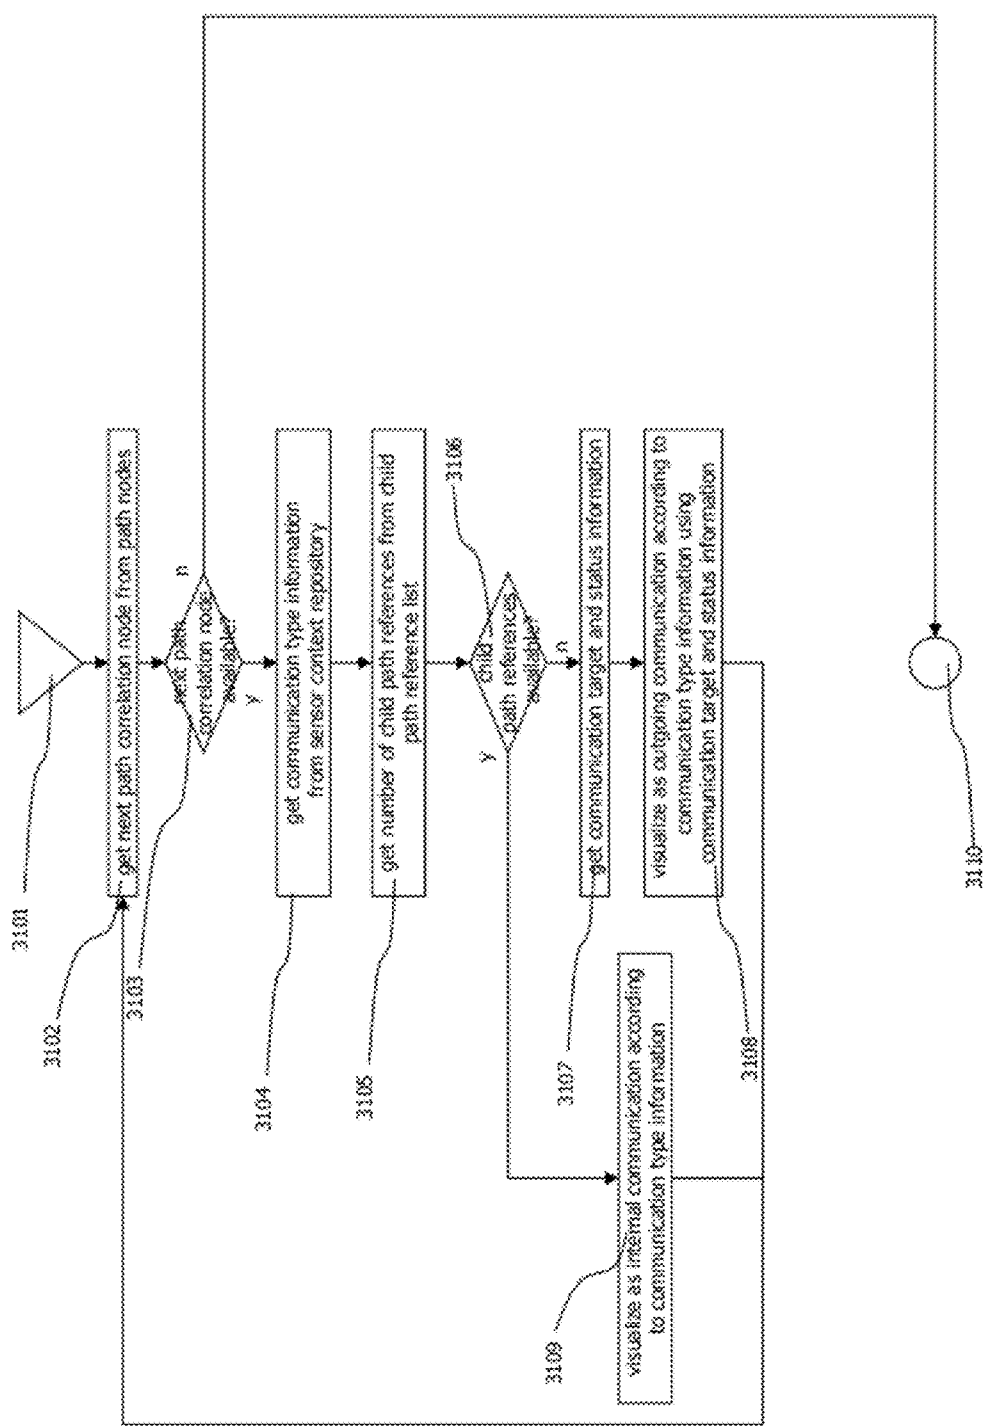 3101
3102
get next path correlation node from path nodes
3103
next path
correlation node
available?
n
y
3104
get communication type information
from sensor context repository
3105
get number of child path references from child
path reference list
3106
child
path references
available?
y
n
3107
get communication target and status information
visualize as outgoing communication according to
communication type information using
communication target and status information
3108
3109
visualize as internal communication according
to communication type information
3110